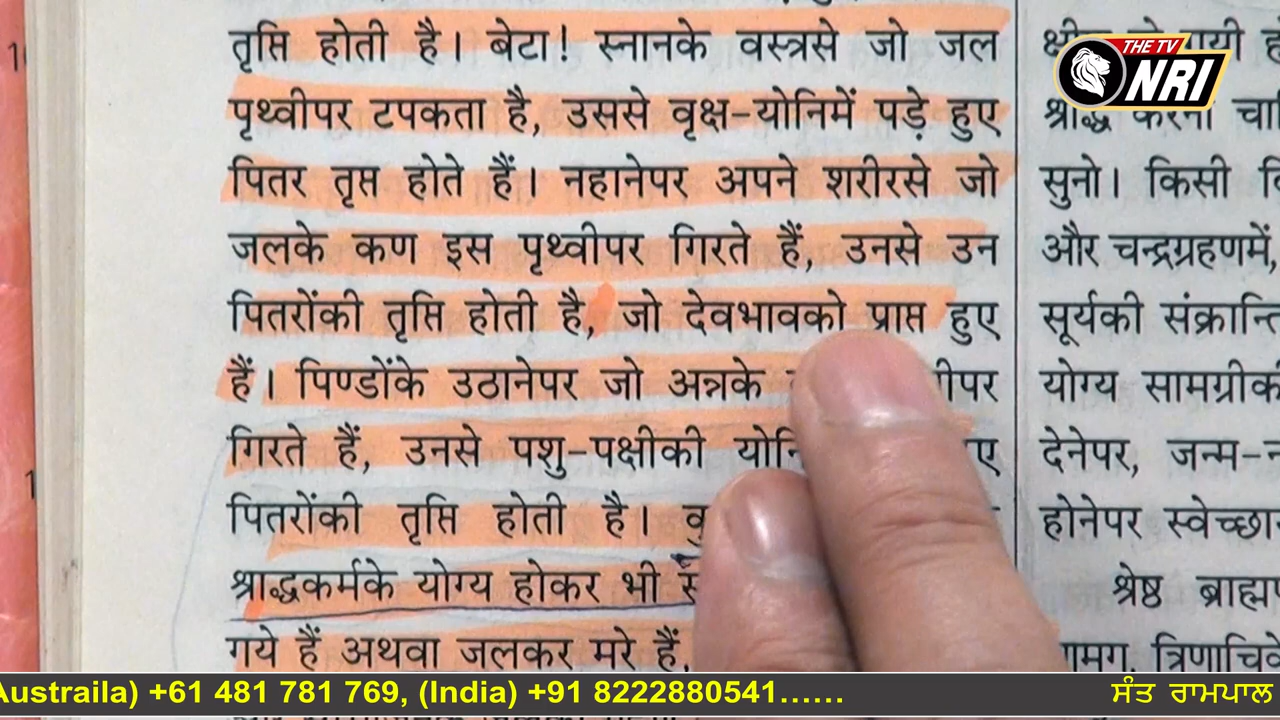 तृप्ति होती है। बेटा! स्नानके वस्त्रसे जो जल
पृथ्वीपर टपकता है, उससे वृक्ष-योनिमें पड़े हुए
पितर तृप्त होते हैं। नहानेपर अपने शरीरसे जो
जलके कण इस पृथ्वीपर गिरते हैं, उनसे उन
पितरोंकी तृप्ति होती है, जो देवभावको प्राप्त हुए
हैं। पिण्डोंके उठानेपर जो अन्नके
गिरते हैं, उनसे पशु-पक्षीकी
पितरोंकी तृप्ति होती है।
श्राद्धकर्मके योग्य होकर भी
गये हैं अथवा जलकर मरे हैं,
श्राद्ध करना
सुनो। किसी
और चन्द्रग्रहणमें,
सूर्यकी
योग्य
देनेपर, जन्म-
होनेपर
श्रेष्ठ
THE TV
NRI
Austraila) +61 481 781 769, (India) +91 8222880541......
ਸੰਤ ਰਾਮਪਾਲ